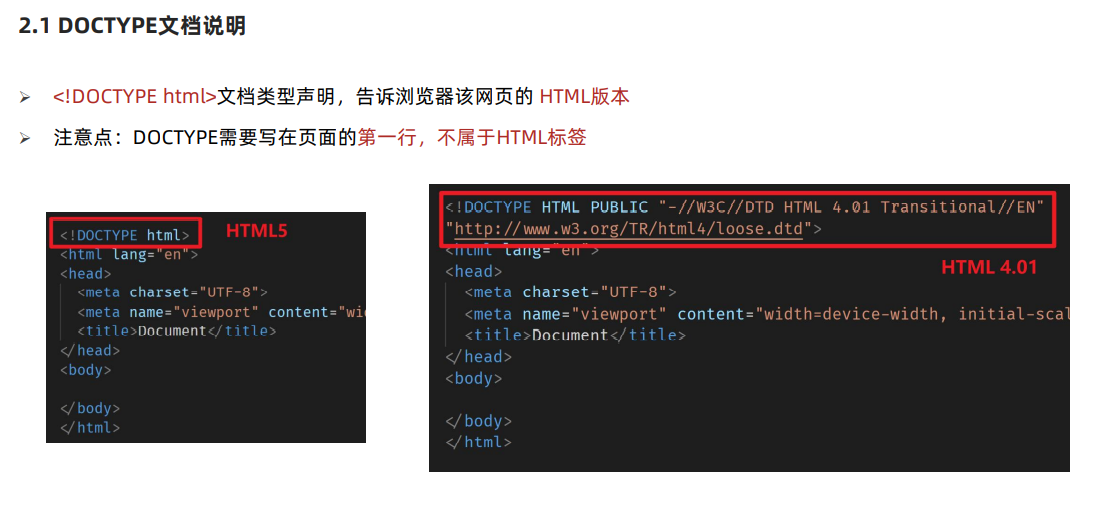 2.1 DOCTYPE文档说明
<!DOCTYPE html>文档类型声明，告诉浏览器该网页的 HTML版本
注意点：DOCTYPE需要写在页面的第一行，不属于HTML标签
<!DOCTYPE html>
HTML5
<html lang="en">
<head>
<meta charset="UTF-8">
<meta name="viewport" content="wi
<title>Document</title>
</head>
<body>
</body>
</html>
<!DOCTYPE HTML PUBLIC "-//W3C//DTD HTML 4.01 Transitional//EN"
"http://www.w3.org/TR/html4/loose.dtd">
<html lang="en">
HTML 4.01
<head>
<meta charset="UTF-8">
<meta name="viewport" content="width=device-width, initial-scal
<title>Document</title>
</head>
<body>
</body>
</html>